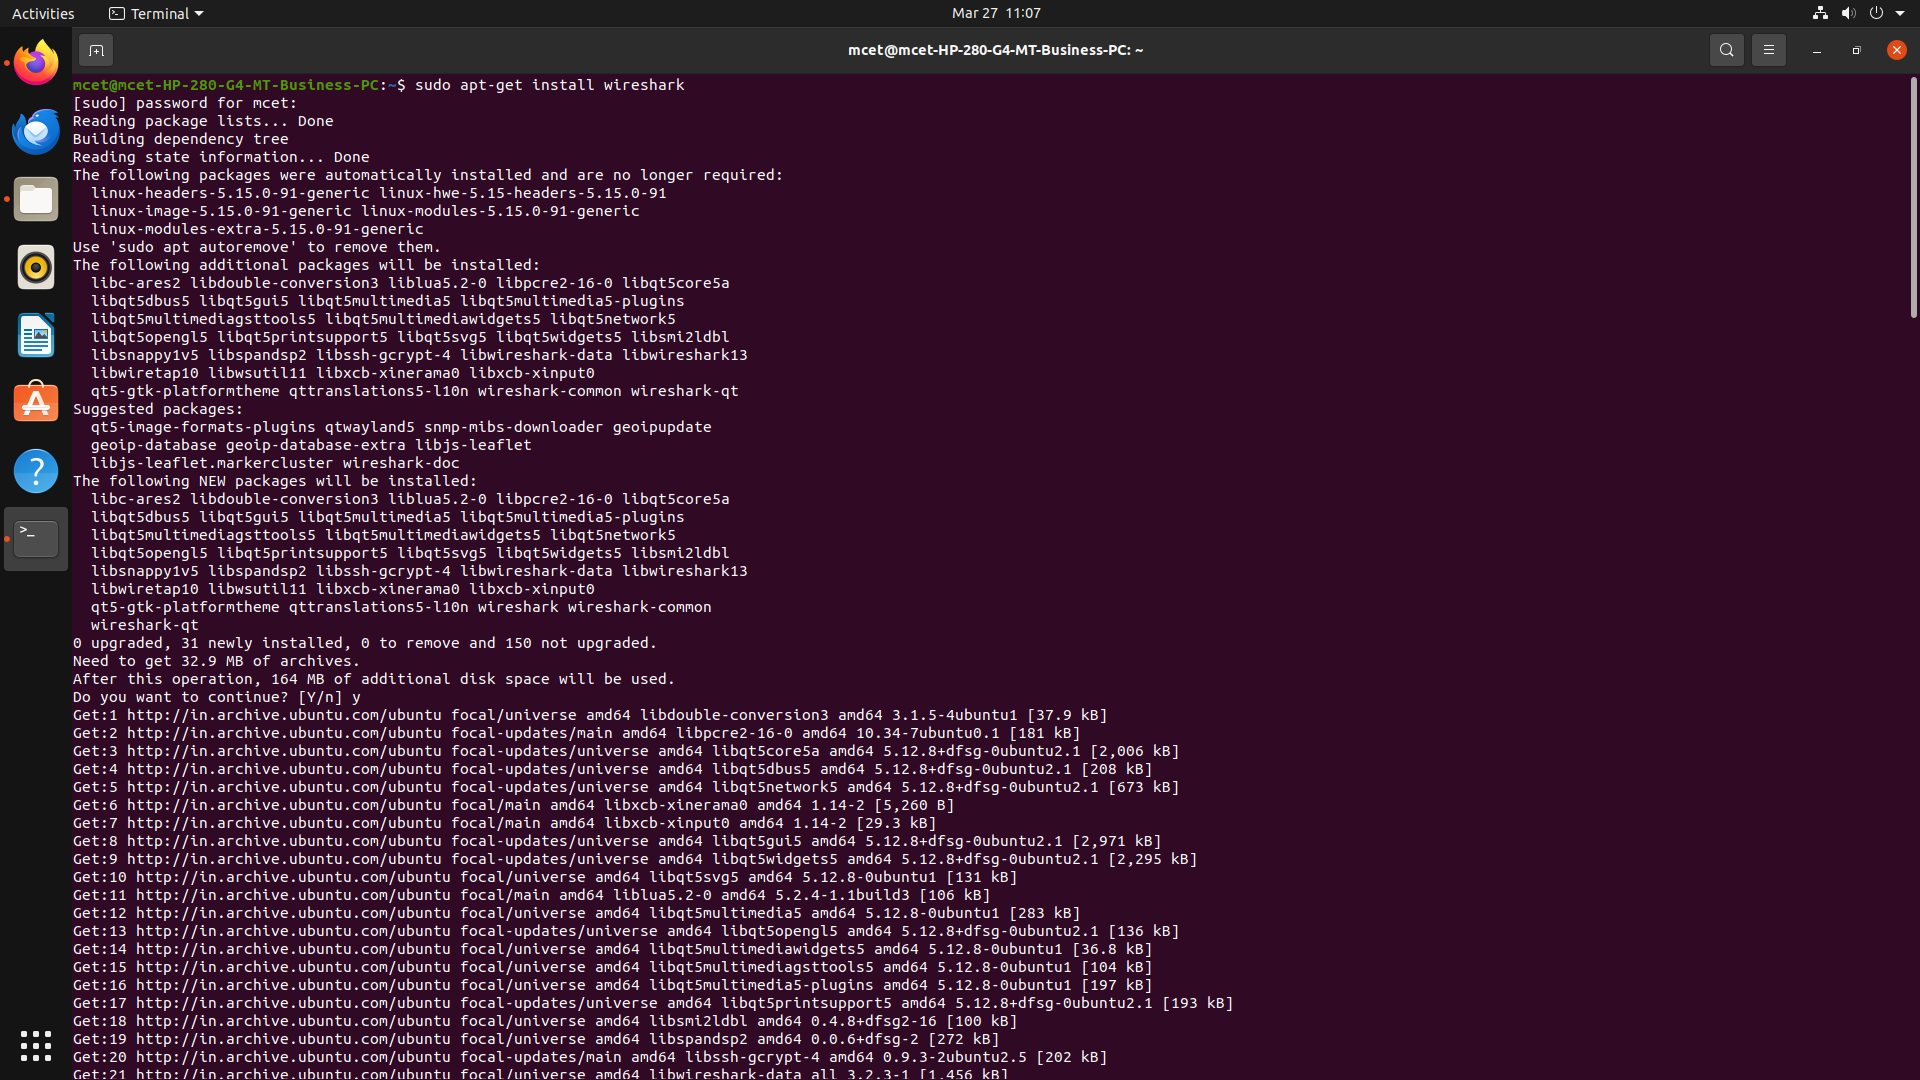 Activities
Terminal
Mar 27 11:07
mcet@mcet-HP-280-G4-MT-Business-PC: ~
mcet@mcet-HP-280-G4-MT-Business-PC:~$ sudo apt-get install wireshark
[sudo] password for mcet:
Reading package lists... Done
Building dependency tree
Reading state information... Done
The following packages were automatically installed and are no longer required:
  linux-headers-5.15.0-91-generic linux-hwe-5.15-headers-5.15.0-91
  linux-image-5.15.0-91-generic linux-modules-5.15.0-91-generic
  linux-modules-extra-5.15.0-91-generic
Use 'sudo apt autoremove' to remove them.
The following additional packages will be installed:
  libc-ares2 libdouble-conversion3 liblua5.2-0 libpcre2-16-0 libqt5core5a
  libqt5dbus5 libqt5gui5 libqt5multimedia5 libqt5multimedia5-plugins
  libqt5multimediagsttools5 libqt5multimediawidgets5 libqt5network5
  libqt5opengl5 libqt5printsupport5 libqt5svg5 libqt5widgets5 libsmi2ldbl
  libsnappy1v5 libspandsp2 libssh-gcrypt-4 libwireshark-data libwireshark13
  libwiretap10 libwsutil11 libxcb-xinerama0 libxcb-xinput0
  qt5-gtk-platformtheme qttranslations5-l10n wireshark-common wireshark-qt
Suggested packages:
  qt5-image-formats-plugins qtwayland5 snmp-mibs-downloader geoipupdate
  geoip-database geoip-database-extra libjs-leaflet
  libjs-leaflet.markercluster wireshark-doc
The following NEW packages will be installed:
  libc-ares2 libdouble-conversion3 liblua5.2-0 libpcre2-16-0 libqt5core5a
  libqt5dbus5 libqt5gui5 libqt5multimedia5 libqt5multimedia5-plugins
  libqt5multimediagsttools5 libqt5multimediawidgets5 libqt5network5
  libqt5opengl5 libqt5printsupport5 libqt5svg5 libqt5widgets5 libsmi2ldbl
  libsnappy1v5 libspandsp2 libssh-gcrypt-4 libwireshark-data libwireshark13
  libwiretap10 libwsutil11 libxcb-xinerama0 libxcb-xinput0
  qt5-gtk-platformtheme qttranslations5-l10n wireshark wireshark-common
  wireshark-qt
0 upgraded, 31 newly installed, 0 to remove and 150 not upgraded.
Need to get 32.9 MB of archives.
After this operation, 164 MB of additional disk space will be used.
Do you want to continue? [Y/n] y
Get:1 http://in.archive.ubuntu.com/ubuntu focal/universe amd64 libdouble-conversion3 amd64 3.1.5-4ubuntu1 [37.9 kB]
Get:2 http://in.archive.ubuntu.com/ubuntu focal-updates/main amd64 libpcre2-16-0 amd64 10.34-7ubuntu0.1 [181 kB]
Get:3 http://in.archive.ubuntu.com/ubuntu focal-updates/universe amd64 libqt5core5a amd64 5.12.8+dfsg-0ubuntu2.1 [2,006 kB]
Get:4 http://in.archive.ubuntu.com/ubuntu focal-updates/universe amd64 libqt5dbus5 amd64 5.12.8+dfsg-0ubuntu2.1 [208 kB]
Get:5 http://in.archive.ubuntu.com/ubuntu focal-updates/universe amd64 libqt5network5 amd64 5.12.8+dfsg-0ubuntu2.1 [673 kB]
Get:6 http://in.archive.ubuntu.com/ubuntu focal/main amd64 libxcb-xinerama0 amd64 1.14-2 [5,260 B]
Get:7 http://in.archive.ubuntu.com/ubuntu focal/main amd64 libxcb-xinput0 amd64 1.14-2 [29.3 kB]
Get:8 http://in.archive.ubuntu.com/ubuntu focal-updates/universe amd64 libqt5gui5 amd64 5.12.8+dfsg-0ubuntu2.1 [2,971 kB]
Get:9 http://in.archive.ubuntu.com/ubuntu focal-updates/universe amd64 libqt5widgets5 amd64 5.12.8+dfsg-0ubuntu2.1 [2,295 kB]
Get:10 http://in.archive.ubuntu.com/ubuntu focal/universe amd64 libqt5svg5 amd64 5.12.8-0ubuntu1 [131 kB]
Get:11 http://in.archive.ubuntu.com/ubuntu focal/main amd64 liblua5.2-0 amd64 5.2.4-1.1build3 [106 kB]
Get:12 http://in.archive.ubuntu.com/ubuntu focal/universe amd64 libqt5multimedia5 amd64 5.12.8-0ubuntu1 [283 kB]
Get:13 http://in.archive.ubuntu.com/ubuntu focal-updates/universe amd64 libqt5opengl5 amd64 5.12.8+dfsg-0ubuntu2.1 [136 kB]
Get:14 http://in.archive.ubuntu.com/ubuntu focal/universe amd64 libqt5multimediawidgets5 amd64 5.12.8-0ubuntu1 [36.8 kB]
Get:15 http://in.archive.ubuntu.com/ubuntu focal/universe amd64 libqt5multimediagsttools5 amd64 5.12.8-0ubuntu1 [104 kB]
Get:16 http://in.archive.ubuntu.com/ubuntu focal/universe amd64 libqt5multimedia5-plugins amd64 5.12.8-0ubuntu1 [197 kB]
Get:17 http://in.archive.ubuntu.com/ubuntu focal-updates/universe amd64 libqt5printsupport5 amd64 5.12.8+dfsg-0ubuntu2.1 [193 kB]
Get:18 http://in.archive.ubuntu.com/ubuntu focal/universe amd64 libsmi2ldbl amd64 0.4.8+dfsg2-16 [100 kB]
Get:19 http://in.archive.ubuntu.com/ubuntu focal/universe amd64 libspandsp2 amd64 0.0.6+dfsg-2 [272 kB]
Get:20 http://in.archive.ubuntu.com/ubuntu focal-updates/main amd64 libssh-gcrypt-4 amd64 0.9.3-2ubuntu2.5 [202 kB]
Get:21 http://in.archive.ubuntu.com/ubuntu focal/universe amd64 libwireshark-data all 3.2.3-1 [1,456 kB]